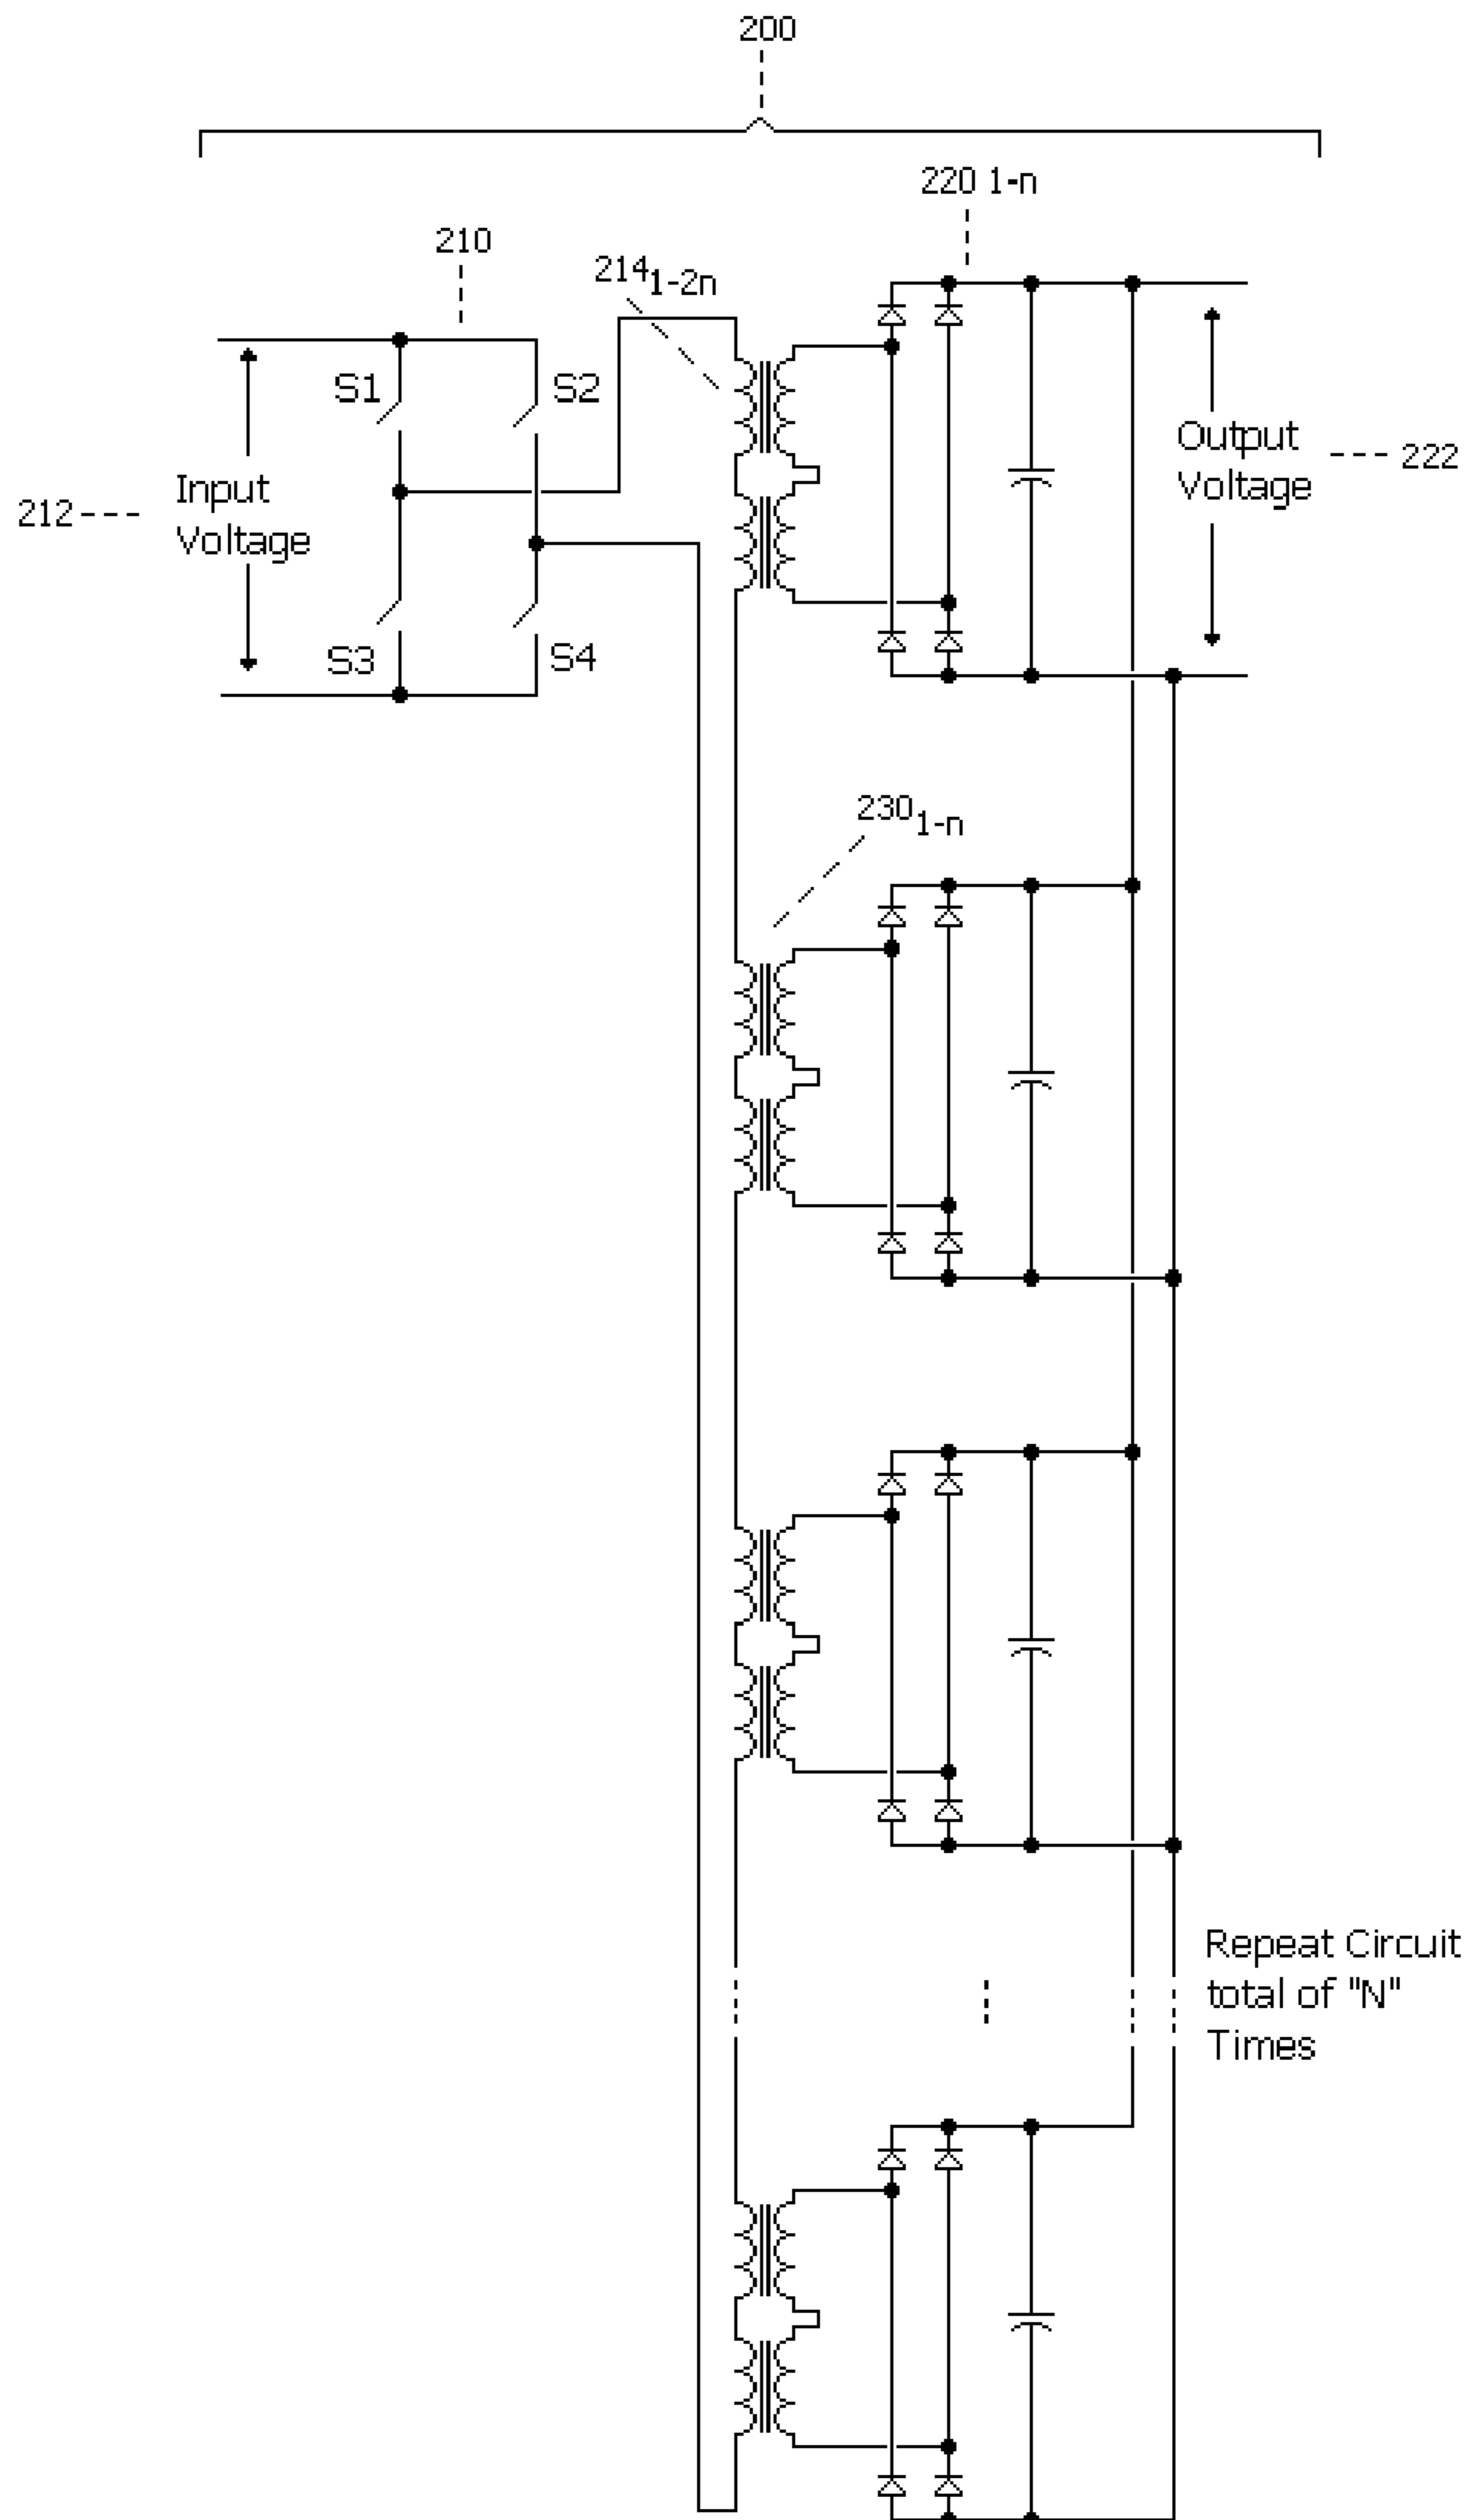 200
220 1-n
210
214 1-2n
S1
S2
Output
Voltage
222
Input
Voltage
212
S3
S4
230 1-n
Repeat Circuit
total of "N"
Times